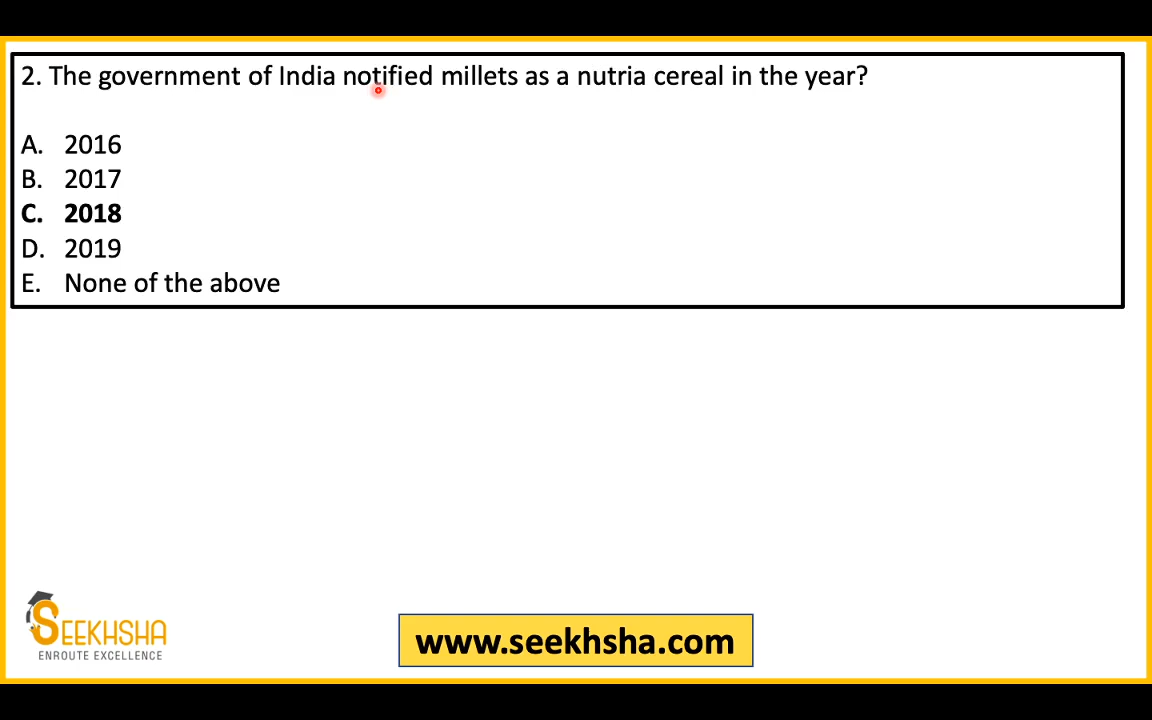 2. The government of India notified millets as a nutria cereal in the year?
A. 2016
B. 2017
C. 2018
D. 2019
E. None of the above
SEEKHSHA
ENROUTE EXCELLENCE
www.seekhsha.com